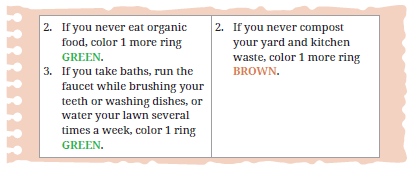 2. If you never eat organic
food, color 1 more ring
GREEN.
3. If you take baths, run the
faucet while brushing your
teeth or washing dishes, or
water your lawn several
times a week, color 1 ring
GREEN.
2. If you never compost
your yard and kitchen
waste, color 1 more ring
BROWN.